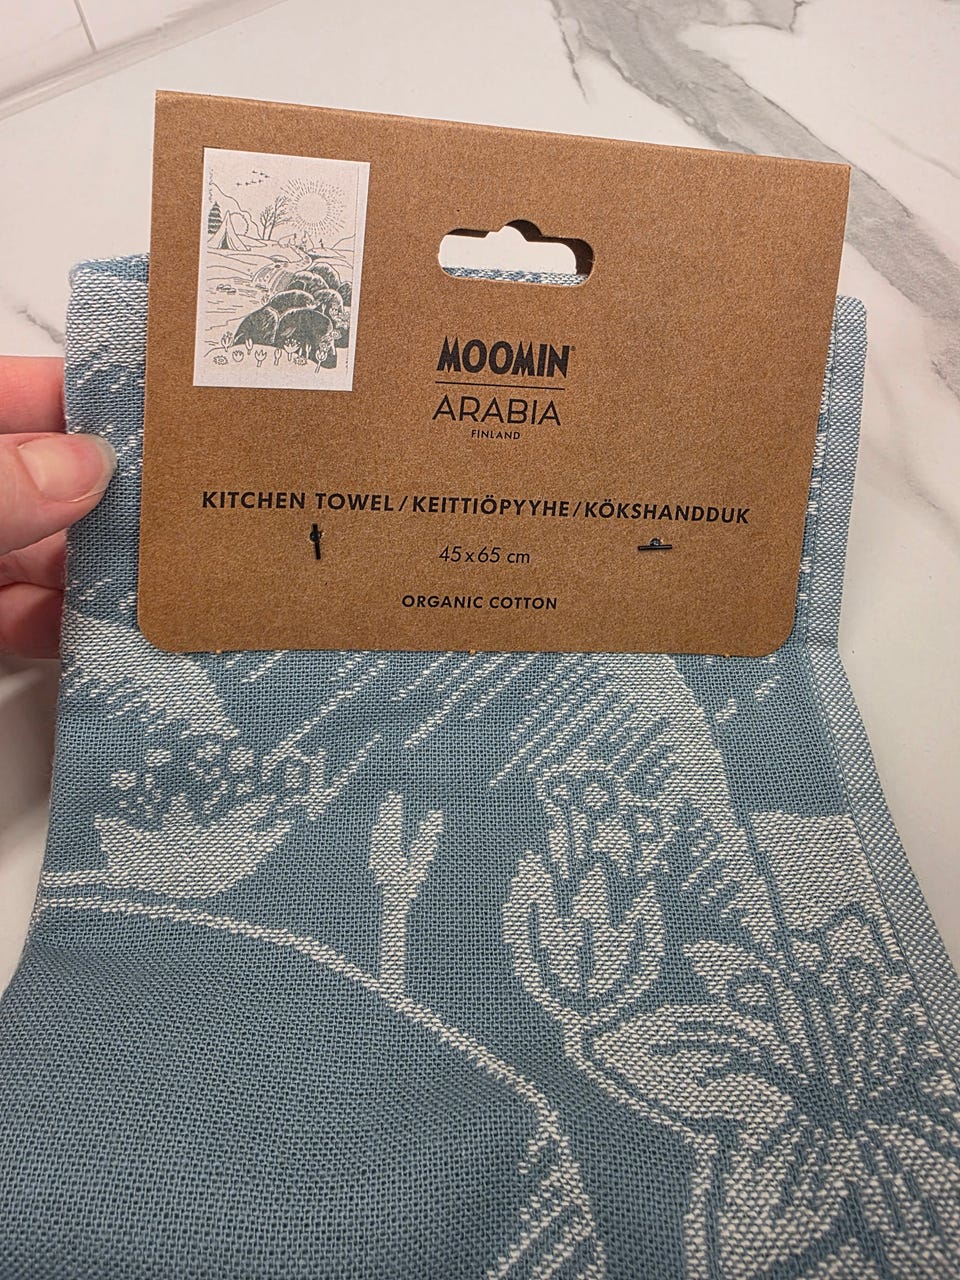 MOOMIN
ARABIA
FINLAND
KITCHEN TOWEL/KEITTIÖPYYHE/KÖKSHANDDUK
45 x 65 cm
ORGANIC COTTON